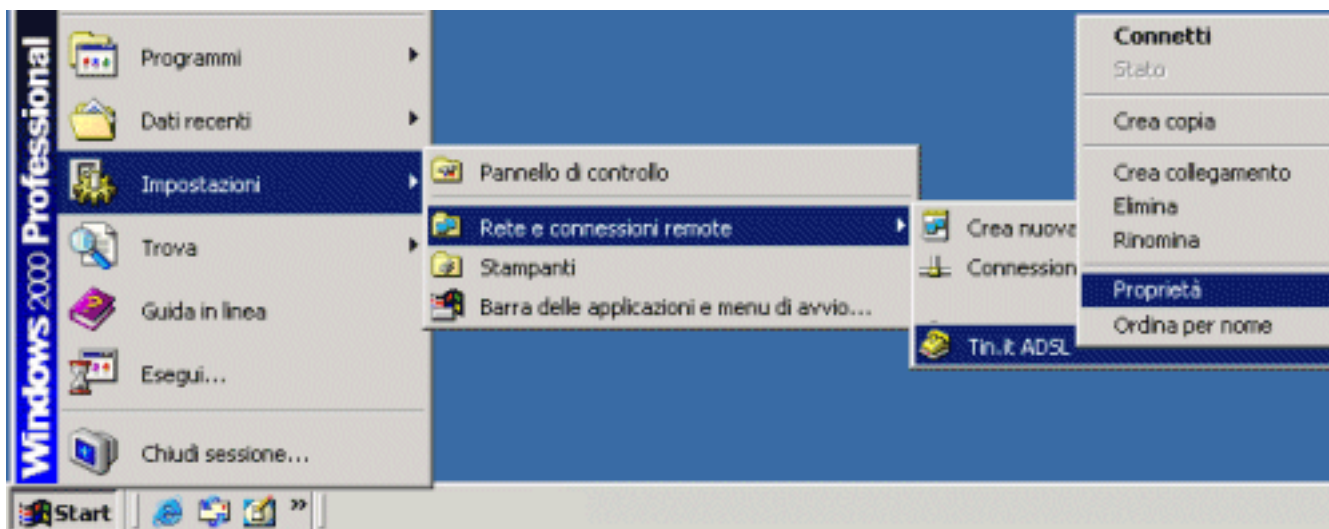 Windows 2000 Professional
Programmi
Dati recenti
Impostazioni
Trova
Guida in linea
Esegui...
Chiudi sessione...
Pannello di controllo
Rete e connessioni remote
Stampanti
Barra delle applicazioni e menu di avvio...
Crea nuova
Connession
Tin.it ADSL
Connetti
Stato
Crea copia
Crea collegamento
Elimina
Rinomina
Proprietà
Ordina per nome
Start
»